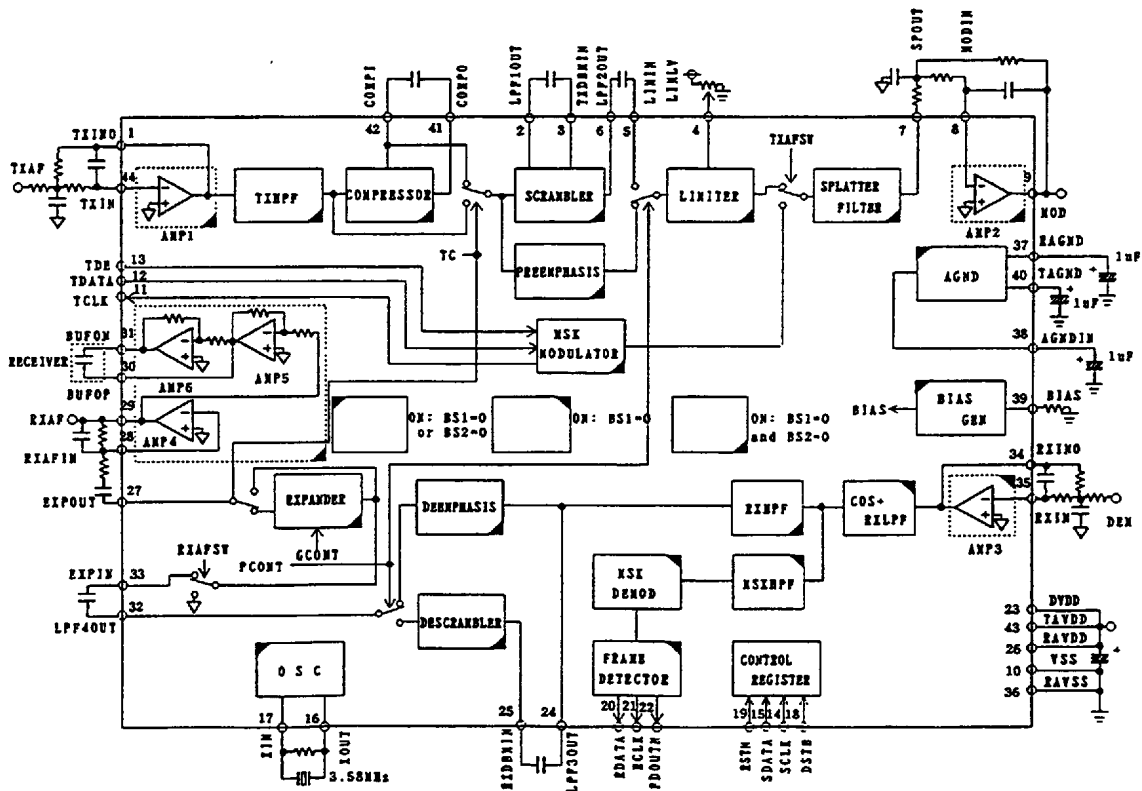 SPOUT
MODIN
COMPI
COMPO
LPF1OUT
TXDBMIN
LPF2OUT
LIMIN
LIMLV
TXINO
1
42
41
2
3
6
5
4
7
8
TXAFSW
TXAF
44
TXIN
AMP1
TXHPF
COMPRESSOR
SCRAMBLER
LIMITER
SPLATTER
FILTER
9
MOD
AMP2
TC
PREEMPHASIS
TDE
13
TDATA
12
TCLK
11
MSK
MODULATOR
AGND
37
RAGND
1uF
40
TAGND
1uF
38
AGNDIN
1uF
BUFON
31
RECEIVER
30
BUFOP
AMP6
AMP5
29
RXAF
28
AMP4
RXAFIN
EXPOUT
27
ON: BS1=0
or BS2=0
ON: BS1=0
ON: BS1=0
and BS2=0
BIAS
BIAS
GEN
39
BIAS
RXINO
34
35
RXIN
DEM
AMP3
EXPANDER
DEEMPHASIS
RXHPF
COS+
RXLPF
GCONT
PCONT
RXAFSW
EXPIN
33
32
LPF4OUT
DESCRAMBLER
MSK
DEMOD
MSKHPF
23
DVDD
43
TAVDD
26
RAVDD
10
VSS
36
RAVSS
OSC
FRAME
DETECTOR
CONTROL
REGISTER
17
16
25
24
20
21
22
19
15
14
18
XIN
XOUT
3.58MHz
RXDBMIN
LPF3OUT
RDATA
MCLK
FDOUTN
RSTN
SDATA
SCLK
DSTB